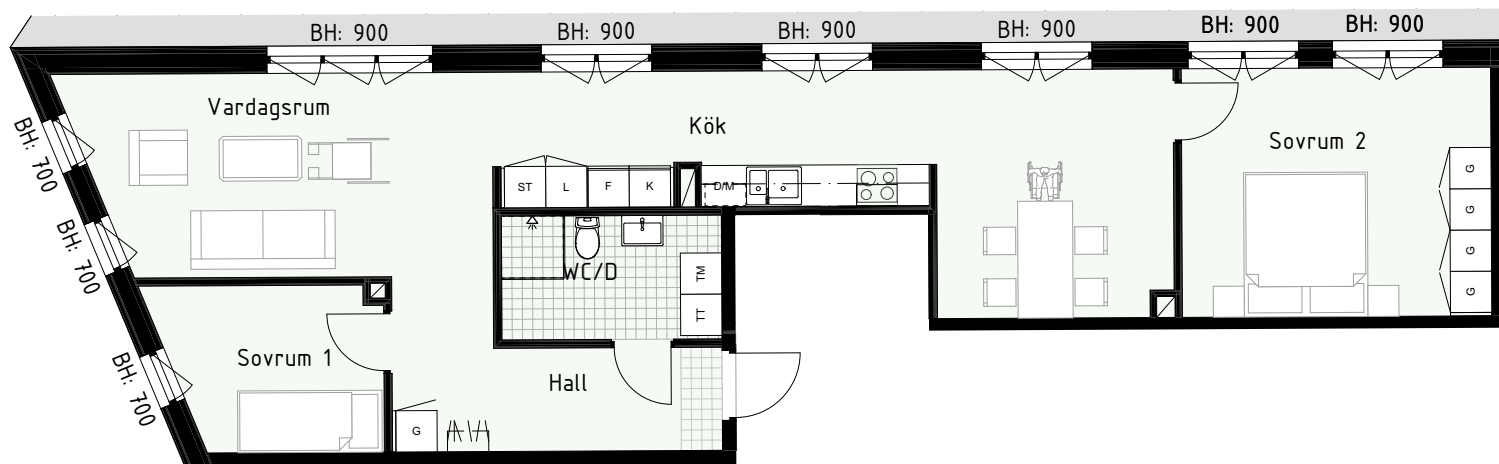 BH: 900
BH: 900
BH: 900
BH: 900
BH: 900
BH: 900
Vardagsrum
Kök
Sovrum 2
BH: 700
ST
L
F
K
D/M
G
G
G
G
BH: 700
WC/D
TM
TT
Sovrum 1
Hall
BH: 700
G